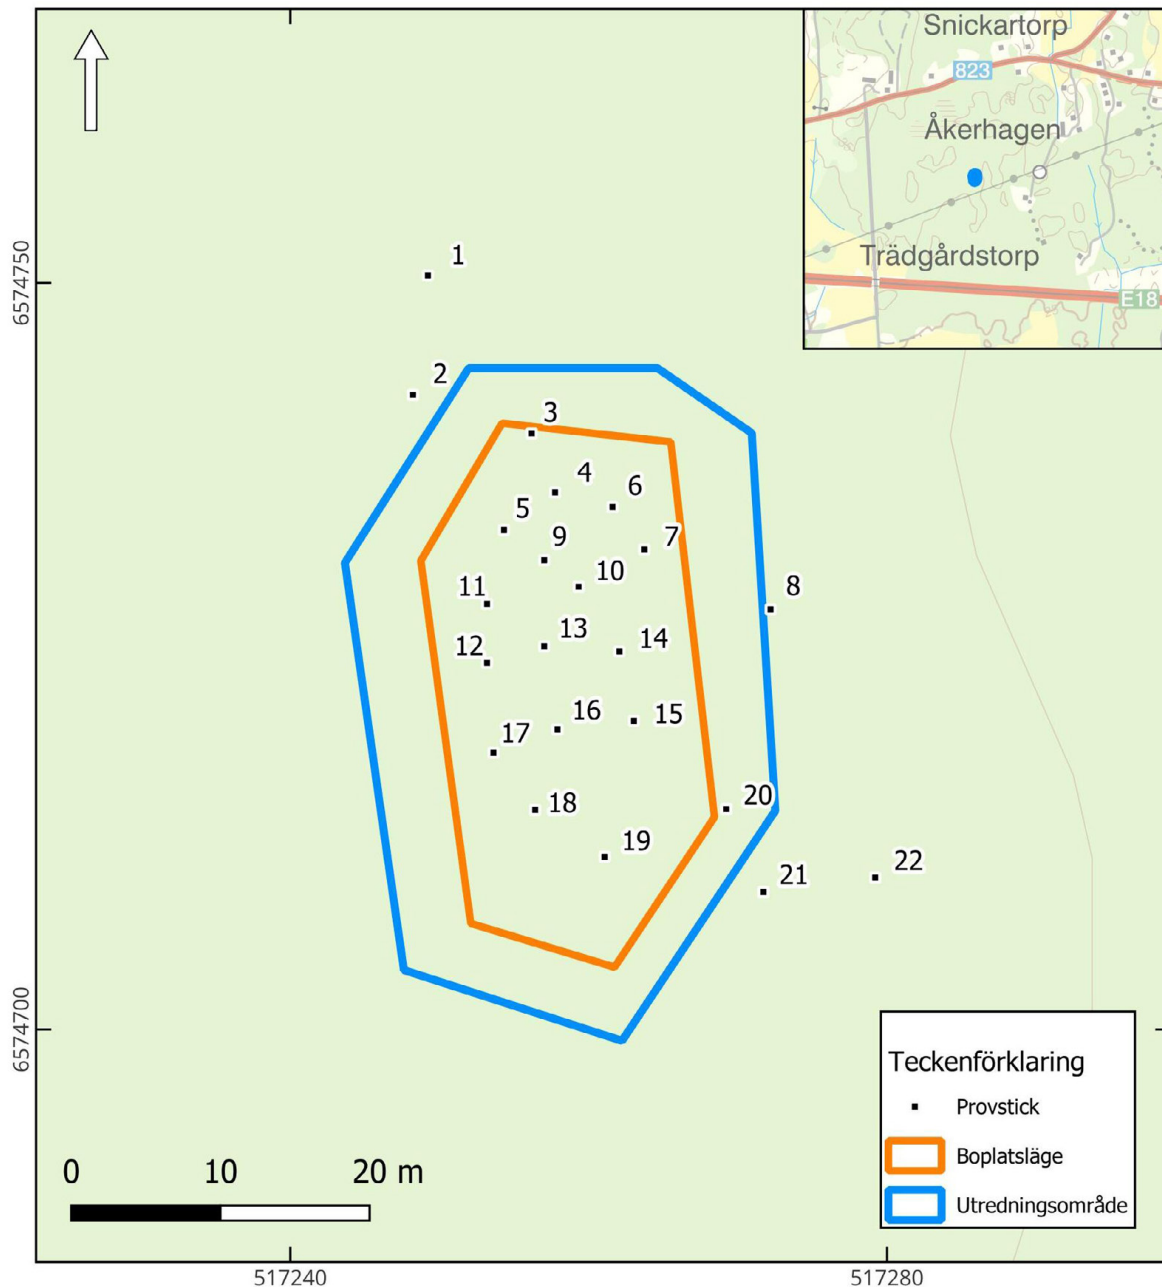 Snickartorp
823
Åkerhagen
Trädgårdstorp
E18
6574750
1
2
3
4
6
5
7
9
10
8
11
13
14
12
15
16
17
20
18
19
22
21
6574700
Teckenförklaring
Provstick
Boplatsläge
Utredningsområde
0 10 20 m
517240 517280